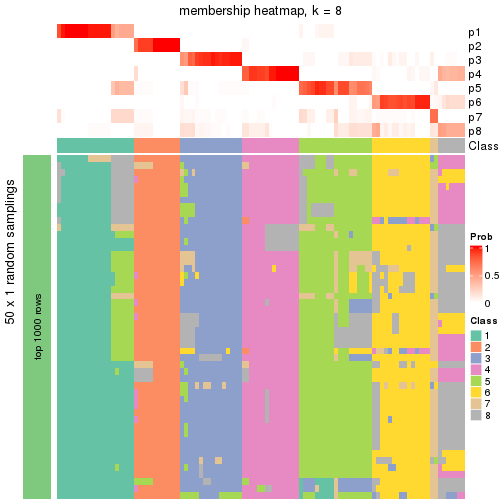 membership heatmap, k = 8
p1
p2
p3
p4
p5
p6
p7
p8
Class
50 x 1 random samplings
top 1000 rows
Prob
1
0.5
0
Class
1
2
3
4
5
6
7
8